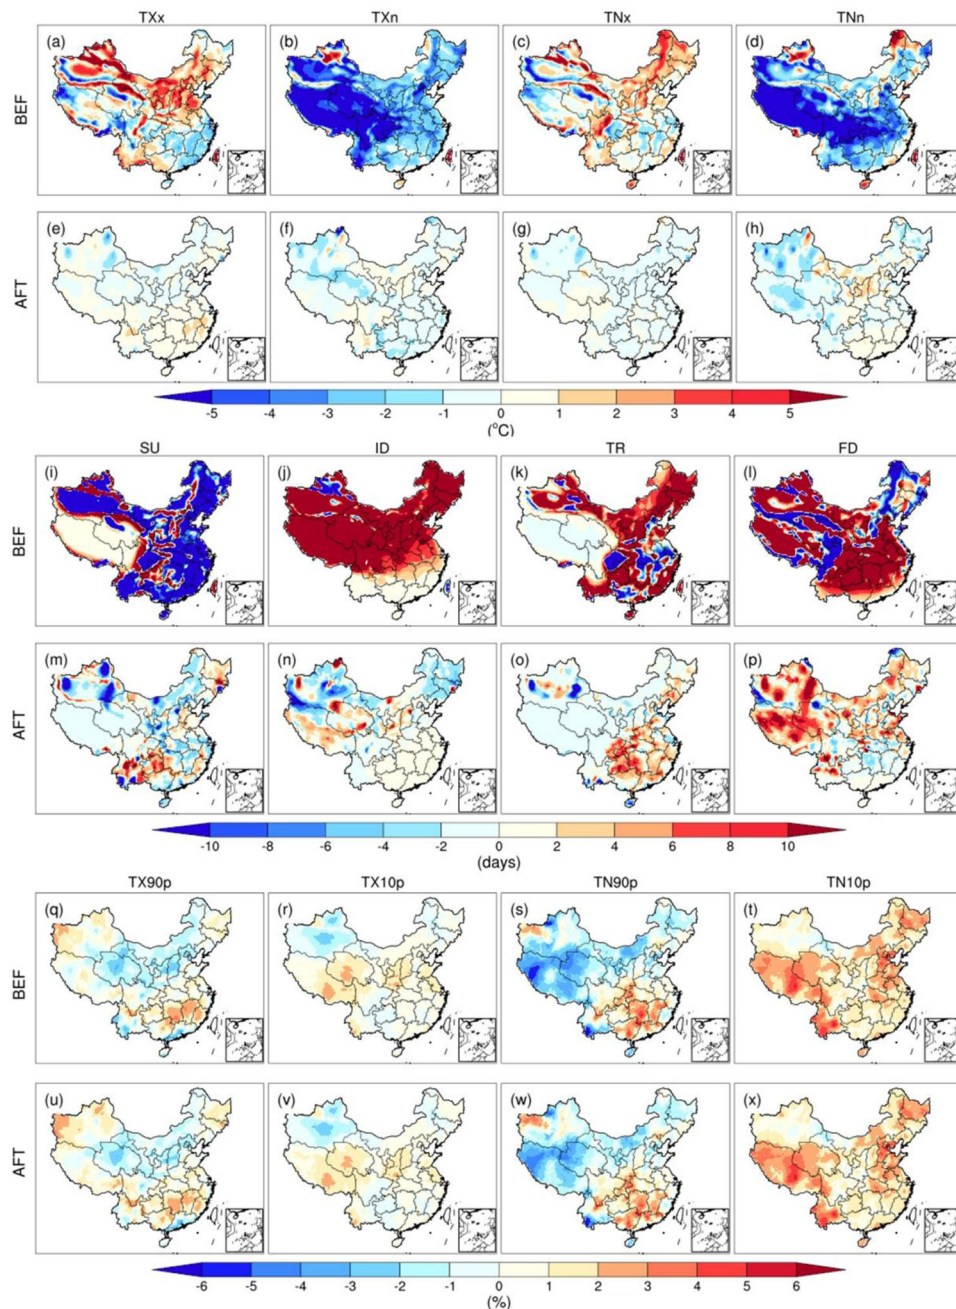 TXx TXn TNx TNn
BEF (a) (b) (c) (d)
AFT (e) (f) (g) (h)
-5 -4 -3 -2 -1 0 1 2 3 4 5
(°C)
SU ID TR FD
BEF (i) (j) (k) (l)
AFT (m) (n) (o) (p)
-10 -8 -6 -4 -2 0 2 4 6 8 10
(days)
TX90p TX10p TN90p TN10p
BEF (q) (r) (s) (t)
AFT (u) (v) (w) (x)
-6 -5 -4 -3 -2 -1 0 1 2 3 4 5 6
(%)